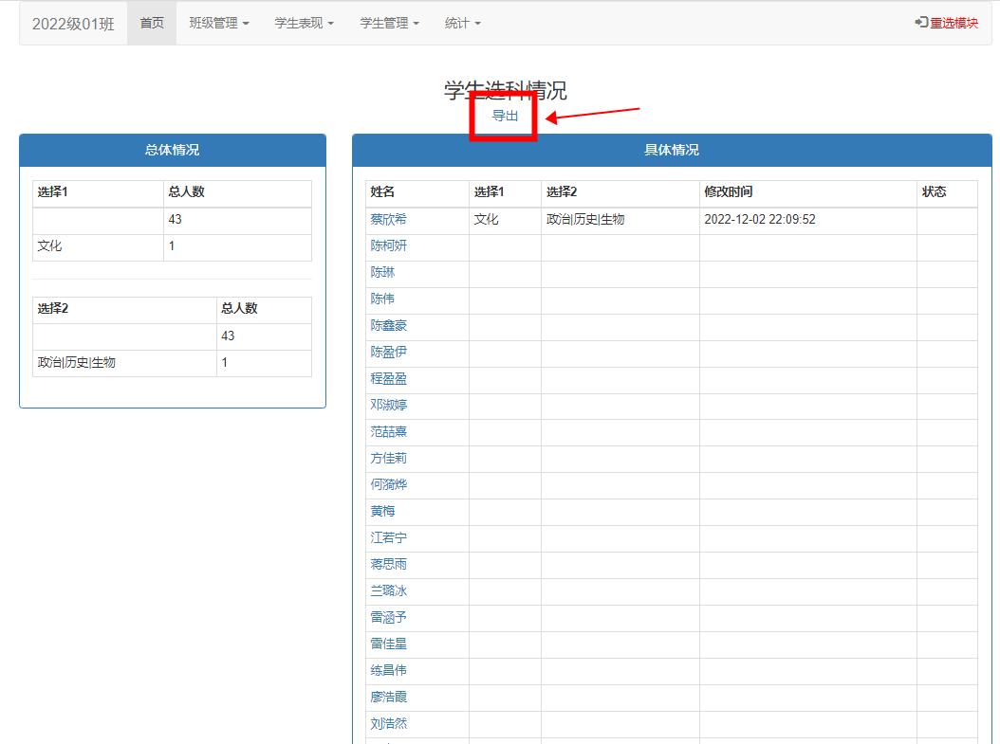 2022级01班 首页 班级管理 学生表现 学生管理 统计 重选模块
学生选科情况
导出
总体情况
选择1 总人数
43
文化 1
选择2 总人数
43
政治|历史|生物 1
具体情况
姓名 选择1 选择2 修改时间 状态
蔡欣希 文化 政治|历史|生物 2022-12-02 22:09:52
陈柯妍
陈琳
陈伟
陈鑫豪
陈盈伊
程盈盈
邓淑婷
范喆熹
方佳莉
何漪烨
黄梅
江若宁
蒋思雨
兰璐冰
雷涵予
雷佳星
练昌伟
廖浩霞
刘浩然